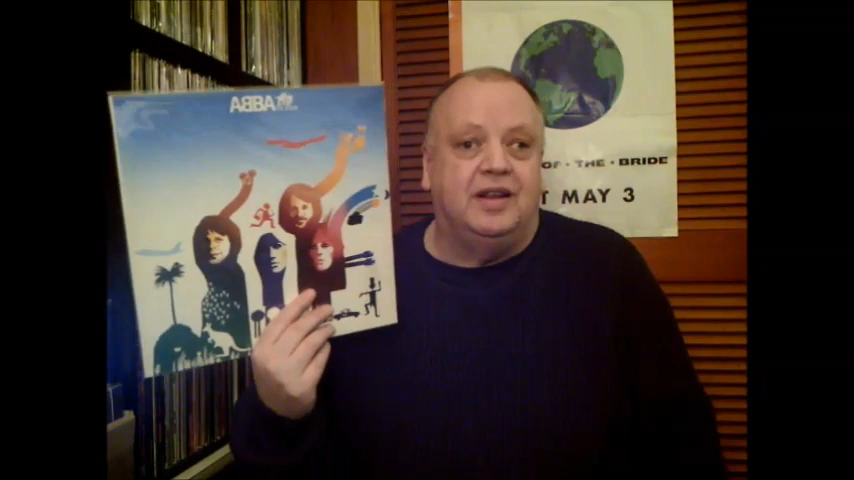 ABBA
OF • THE • BRIDE
T MAY 3